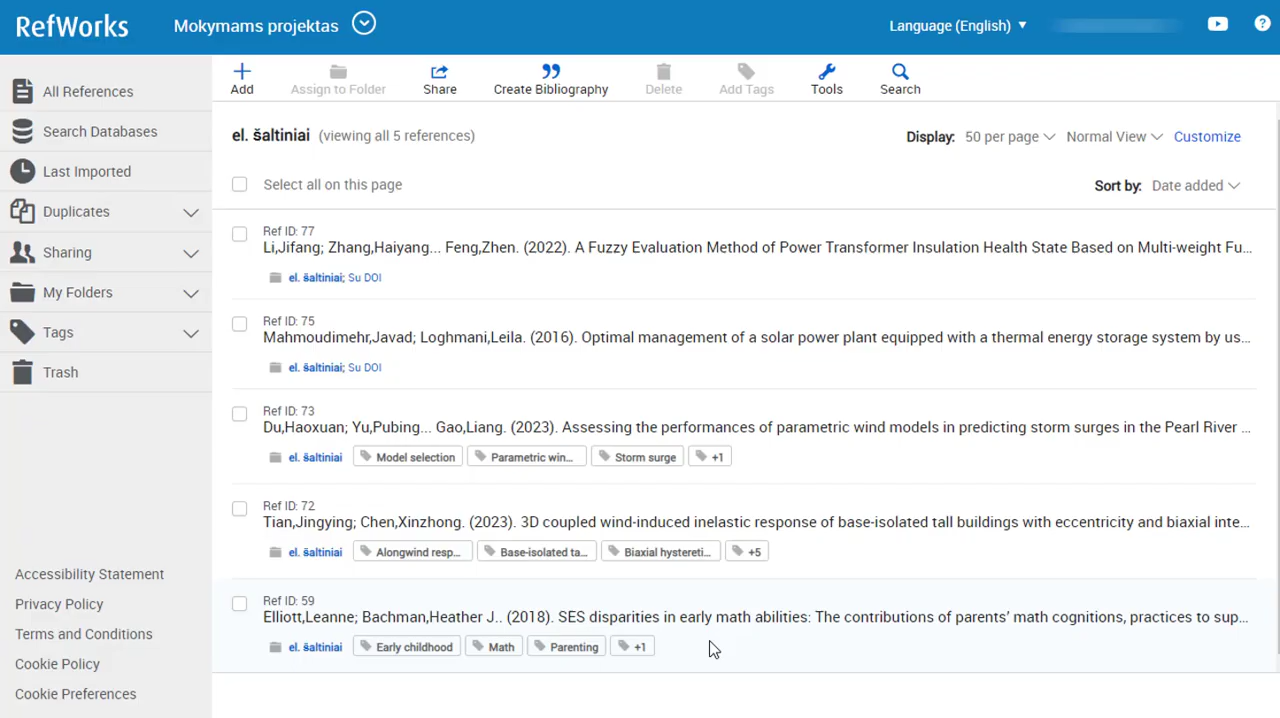 RefWorks Mokymams projektas Language (English)
All References
Search Databases
Last Imported
Duplicates
Sharing
My Folders
Tags
Trash
Accessibility Statement
Privacy Policy
Terms and Conditions
Cookie Policy
Cookie Preferences
Add Assign to Folder Share Create Bibliography Delete Add Tags Tools Search
el. šaltiniai (viewing all 5 references) Display: 50 per page Normal View Customize
Select all on this page Sort by: Date added
Ref ID: 77
Li,Jifang; Zhang,Haiyang... Feng,Zhen. (2022). A Fuzzy Evaluation Method of Power Transformer Insulation Health State Based on Multi-weight Fu...
el. šaltiniai; Su DOI
Ref ID: 75
Mahmoudimehr,Javad; Loghmani,Leila. (2016). Optimal management of a solar power plant equipped with a thermal energy storage system by us...
el. šaltiniai; Su DOI
Ref ID: 73
Du,Haoxuan; Yu,Pubing... Gao,Liang. (2023). Assessing the performances of parametric wind models in predicting storm surges in the Pearl River ...
el. šaltiniai Model selection Parametric win... Storm surge +1
Ref ID: 72
Tian,Jingying; Chen,Xinzhong. (2023). 3D coupled wind-induced inelastic response of base-isolated tall buildings with eccentricity and biaxial inte...
el. šaltiniai Alongwind resp... Base-isolated ta... Biaxial hystereti... +5
Ref ID: 59
Elliott,Leanne; Bachman,Heather J.. (2018). SES disparities in early math abilities: The contributions of parents’ math cognitions, practices to sup...
el. šaltiniai Early childhood Math Parenting +1